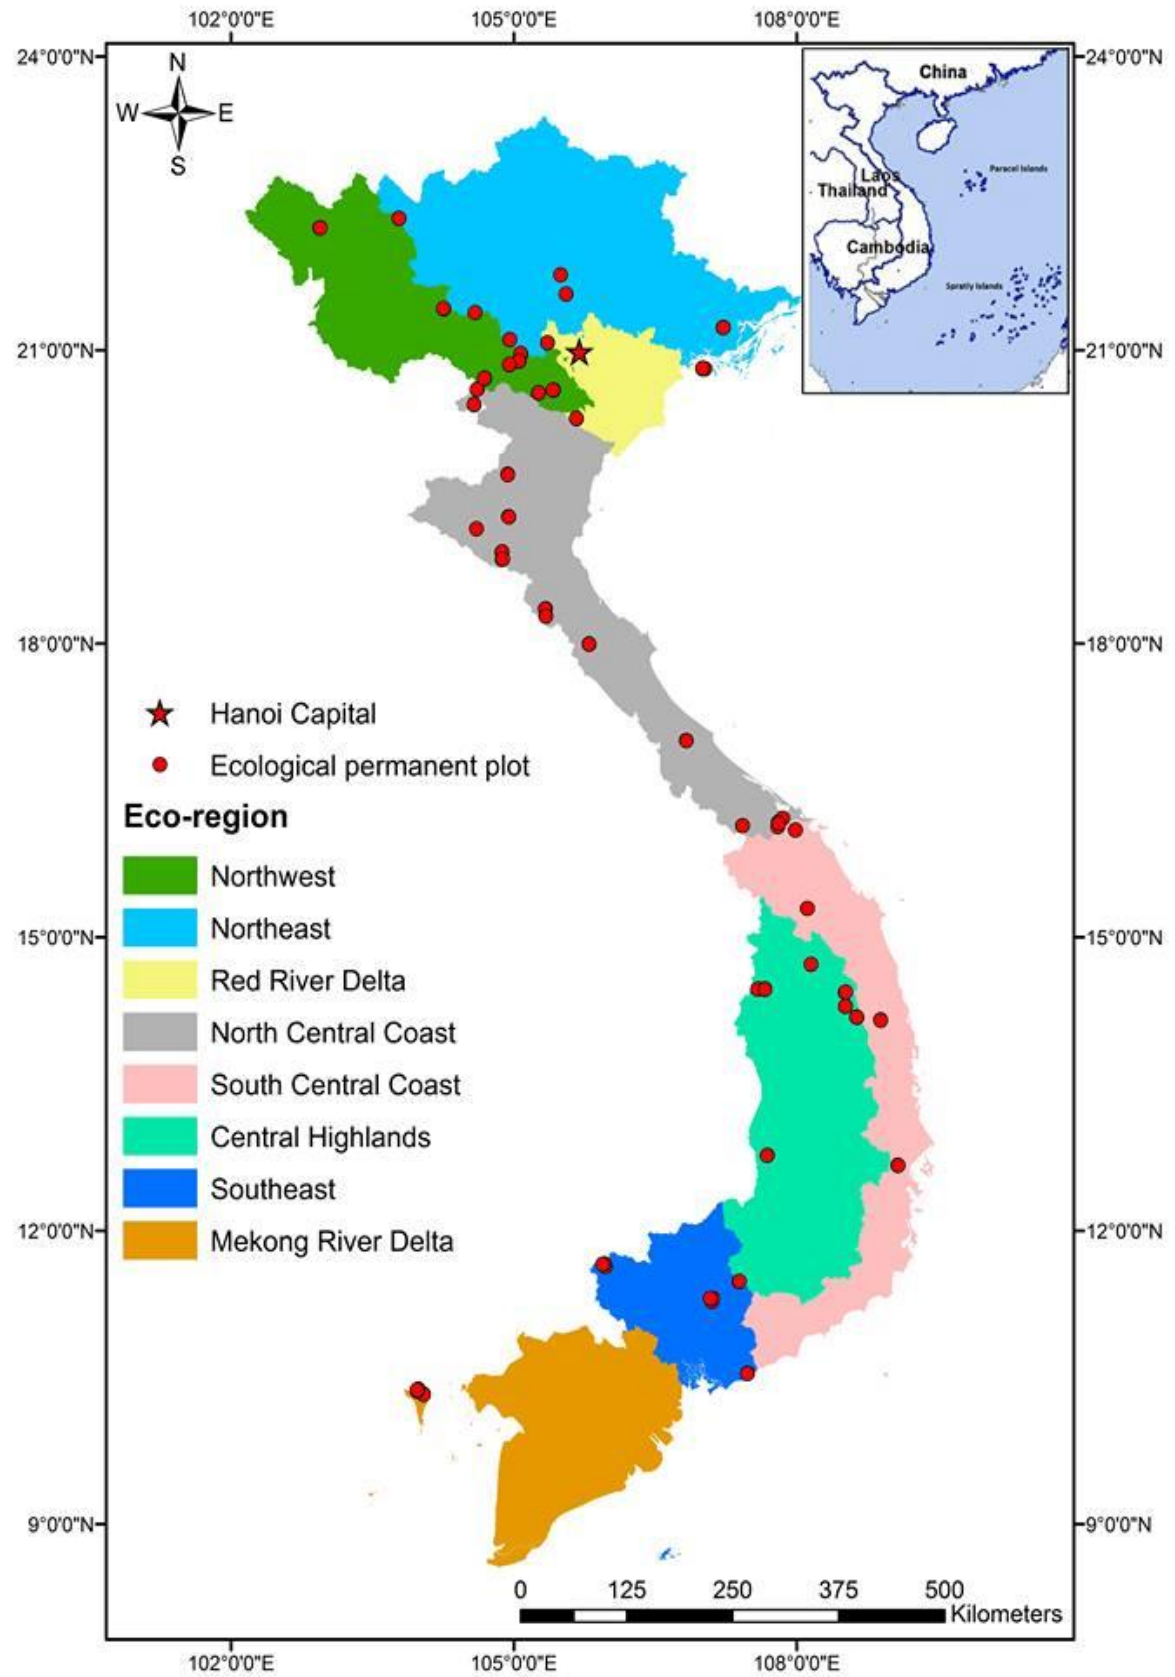 102°0'0"E 105°0'0"E 108°0'0"E
24°0'0"N 24°0'0"N
N
W E
S
China
Paracel Islands
Laos
Thailand
Cambodia
Spratly Islands
21°0'0"N 21°0'0"N
18°0'0"N 18°0'0"N
Hanoi Capital
Ecological permanent plot
Eco-region
Northwest
Northeast
Red River Delta
North Central Coast
South Central Coast
Central Highlands
Southeast
Mekong River Delta
15°0'0"N 15°0'0"N
12°0'0"N 12°0'0"N
9°0'0"N 9°0'0"N
0 125 250 375 500
Kilometers
102°0'0"E 105°0'0"E 108°0'0"E